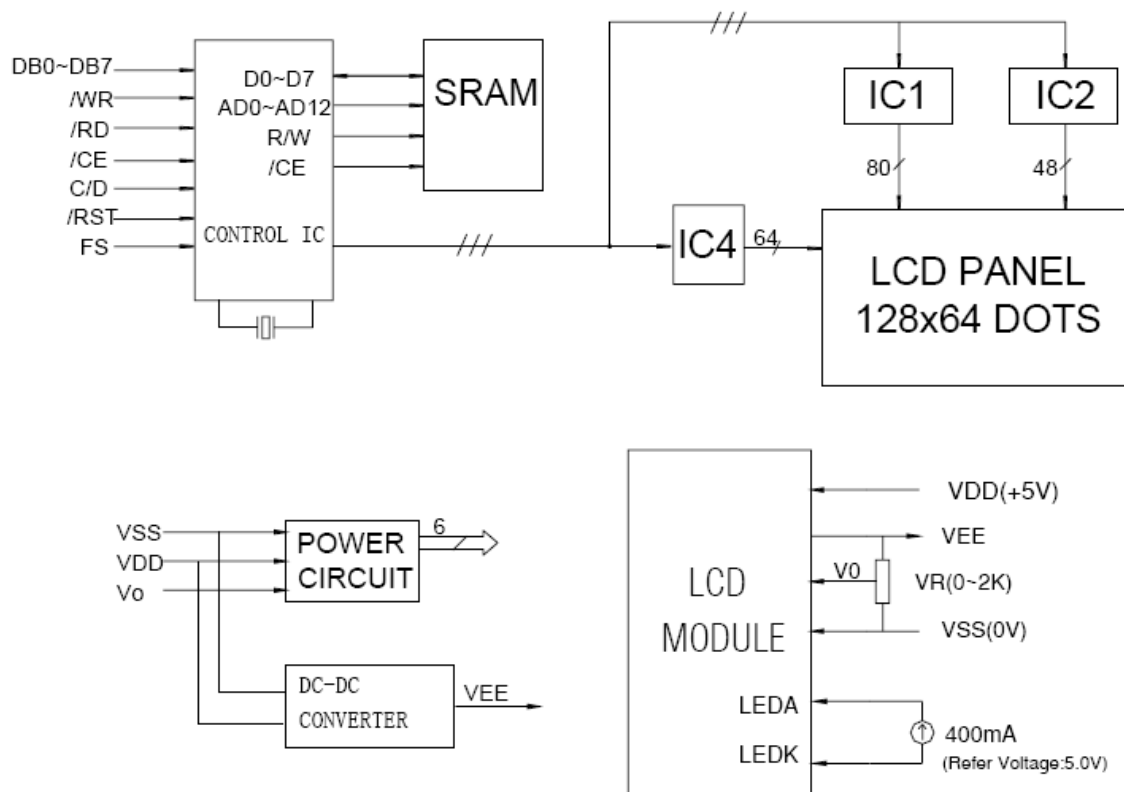 DB0~DB7
/WR
/RD
/CE
C/D
/RST
FS
D0~D7
AD0~AD12
R/W
/CE
CONTROL IC
SRAM
IC1
IC2
80
48
IC4
64
LCD PANEL
128x64 DOTS
VSS
VDD
Vo
POWER
CIRCUIT
6
DC-DC
CONVERTER
VEE
LCD
MODULE
VDD(+5V)
VEE
V0
VR(0~2K)
VSS(0V)
LEDA
LEDK
400mA
(Refer Voltage:5.0V)